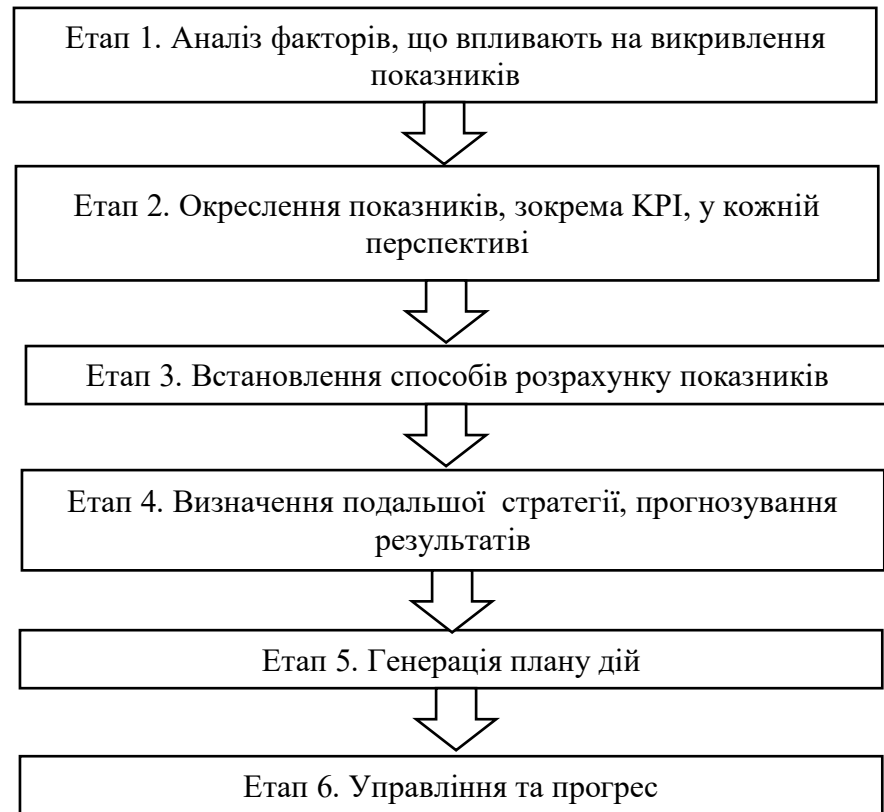 Етап 1. Аналіз факторів, що впливають на викривлення
показників
Етап 2. Окреслення показників, зокрема KPI, у кожній
перспективі
Етап 3. Встановлення способів розрахунку показників
Етап 4. Визначення подальшої  стратегії, прогнозування
результатів
Етап 5. Генерація плану дій
Етап 6. Управління та прогрес